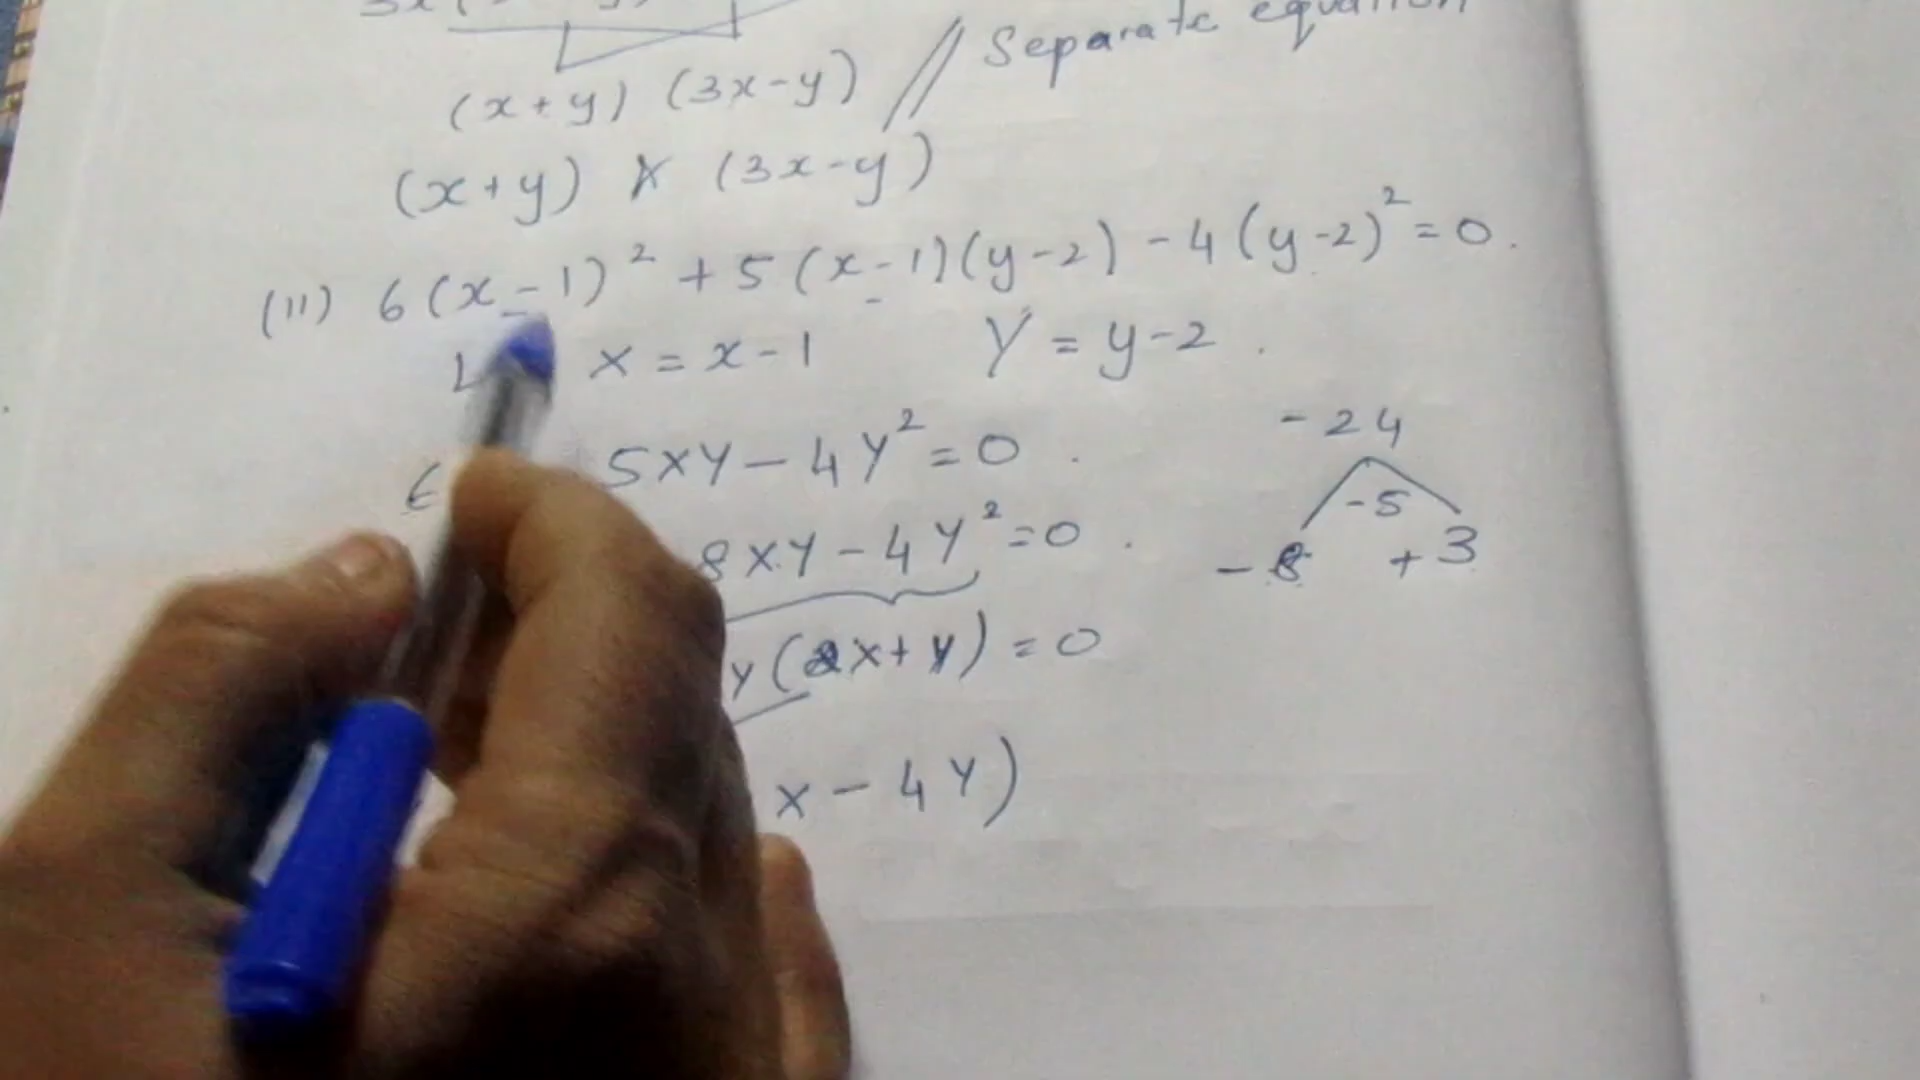 (x+y) (3x-y) // Separate equation
(x+y) X (3x-y)
(11) 6(x-1)² + 5(x-1)(y-2) - 4(y-2)² = 0.
X = x-1 Y = y-2.
5XY - 4Y² = 0.
-24
8XY - 4Y² = 0.
-5
-8 +3
Y(2X+Y) = 0
X - 4Y)